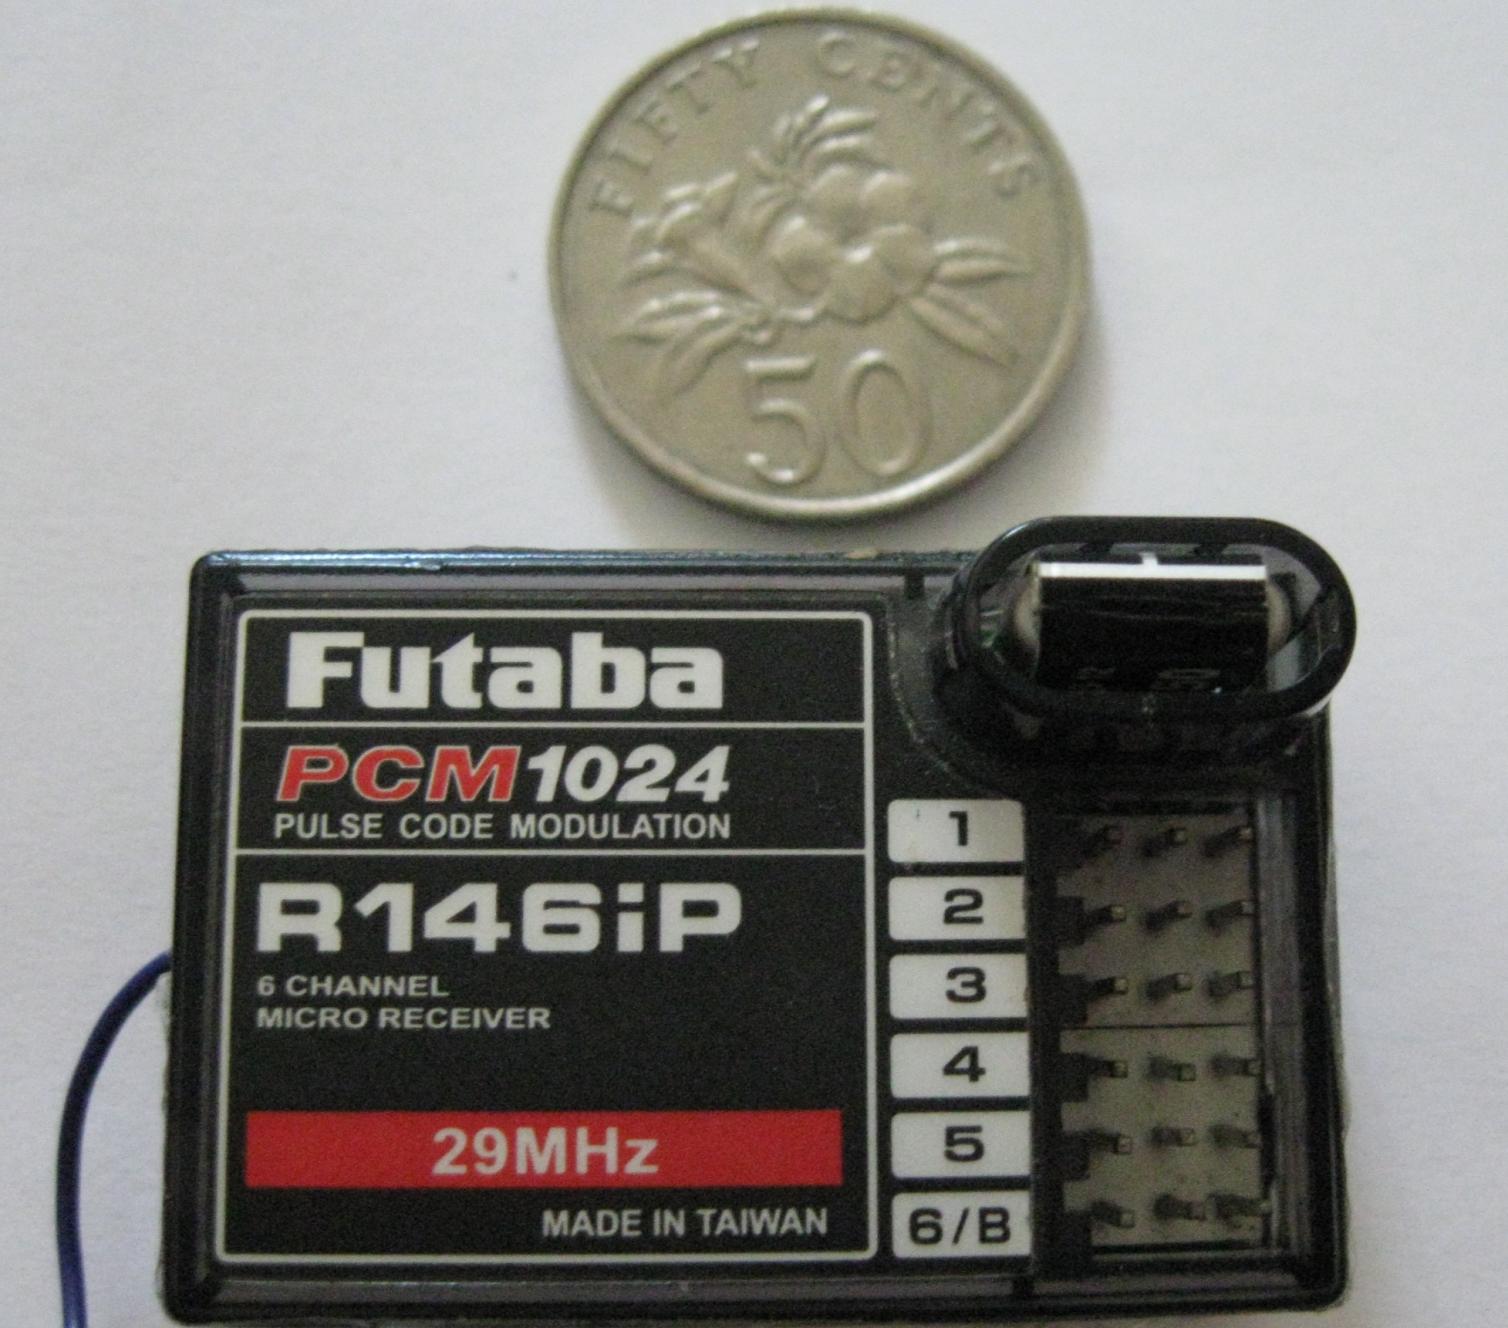 FIFTY CENTS
50
Futaba
PCM1024
PULSE CODE MODULATION
R146iP
6 CHANNEL
MICRO RECEIVER
29MHz
MADE IN TAIWAN
1
2
3
4
5
6/B